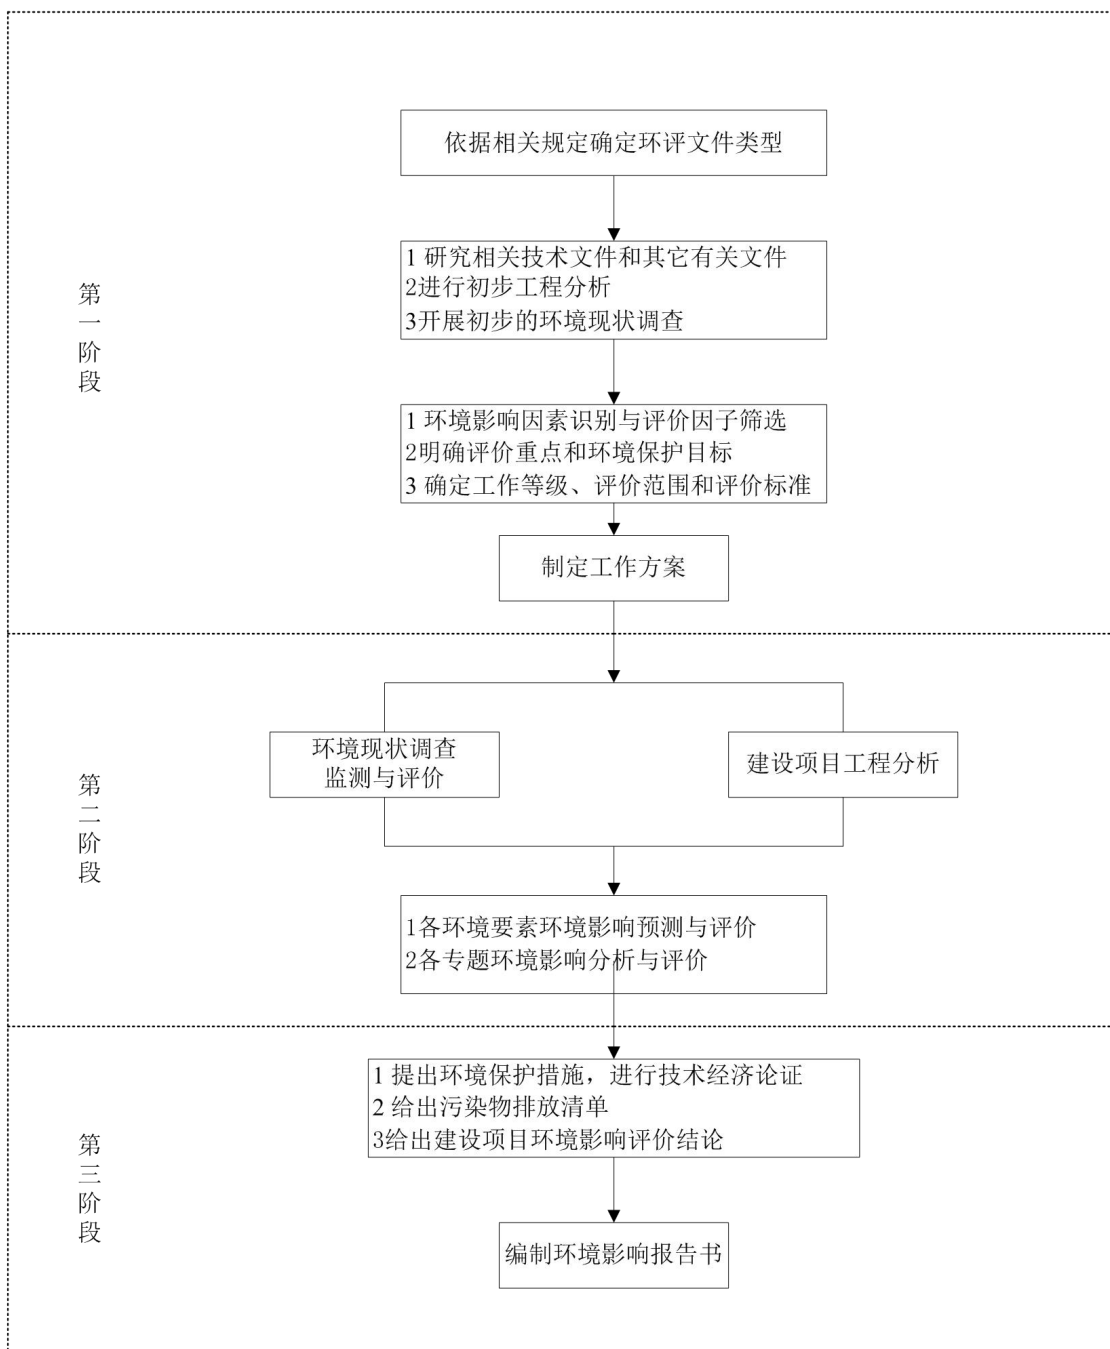 依据相关规定确定环评文件类型
1 研究相关技术文件和其它有关文件
2进行初步工程分析
3开展初步的环境现状调查
第一阶段
1 环境影响因素识别与评价因子筛选
2明确评价重点和环境保护目标
3 确定工作等级、评价范围和评价标准
制定工作方案
环境现状调查
监测与评价
建设项目工程分析
第二阶段
1各环境要素环境影响预测与评价
2各专题环境影响分析与评价
1 提出环境保护措施，进行技术经济论证
2 给出污染物排放清单
3给出建设项目环境影响评价结论
第三阶段
编制环境影响报告书